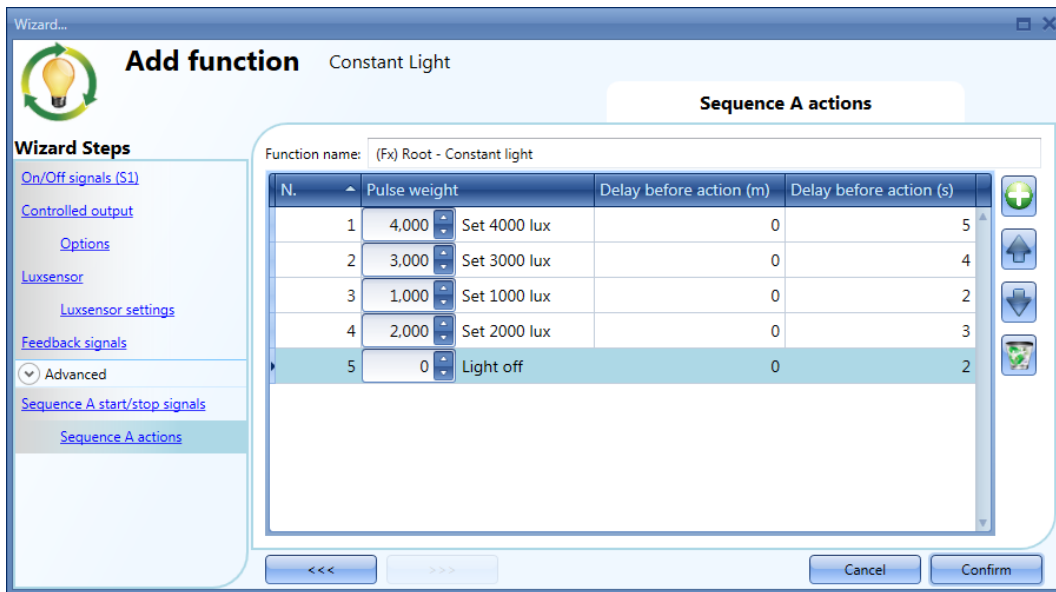 Wizard...
Add function Constant Light
Sequence A actions
Wizard Steps
On/Off signals (S1)
Controlled output
Options
Luxsensor
Luxsensor settings
Feedback signals
Advanced
Sequence A start/stop signals
Sequence A actions
Function name: (Fx) Root - Constant light
N. Pulse weight Delay before action (m) Delay before action (s)
1 4,000 Set 4000 lux 0 5
2 3,000 Set 3000 lux 0 4
3 1,000 Set 1000 lux 0 2
4 2,000 Set 2000 lux 0 3
5 0 Light off 0 2
<<< >>> Cancel Confirm